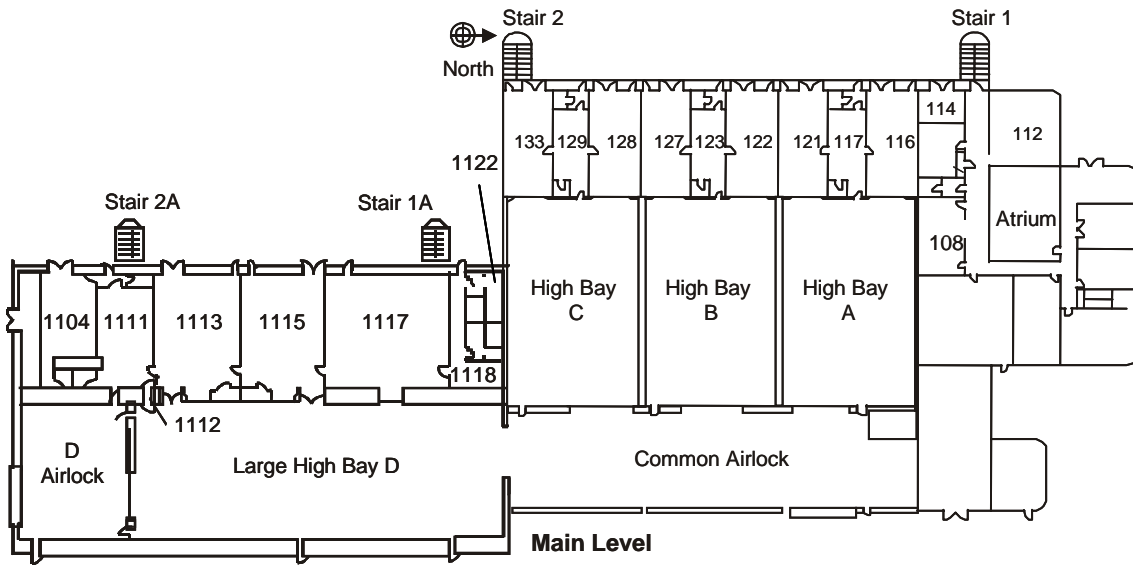 Stair 2
Stair 1
North
114
133
129
128
127
123
122
121
117
116
112
1122
Stair 2A
Stair 1A
Atrium
108
High Bay
C
High Bay
B
High Bay
A
1104
1111
1113
1115
1117
1118
1112
D
Airlock
Large High Bay D
Common Airlock
Main Level